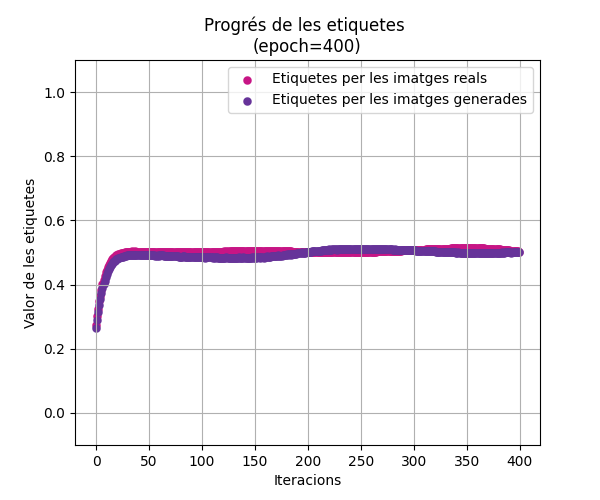 Progrés de les etiquetes
(epoch=400)
Etiquetes per les imatges reals
Etiquetes per les imatges generades
Valor de les etiquetes
1.0
0.8
0.6
0.4
0.2
0.0
0 50 100 150 200 250 300 350 400
Iteracions